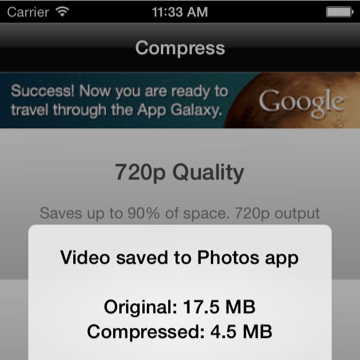 Carrier 11:33 AM
Compress
Success! Now you are ready to
travel through the App Galaxy.
Google
720p Quality
Saves up to 90% of space. 720p output
Video saved to Photos app
Original: 17.5 MB
Compressed: 4.5 MB